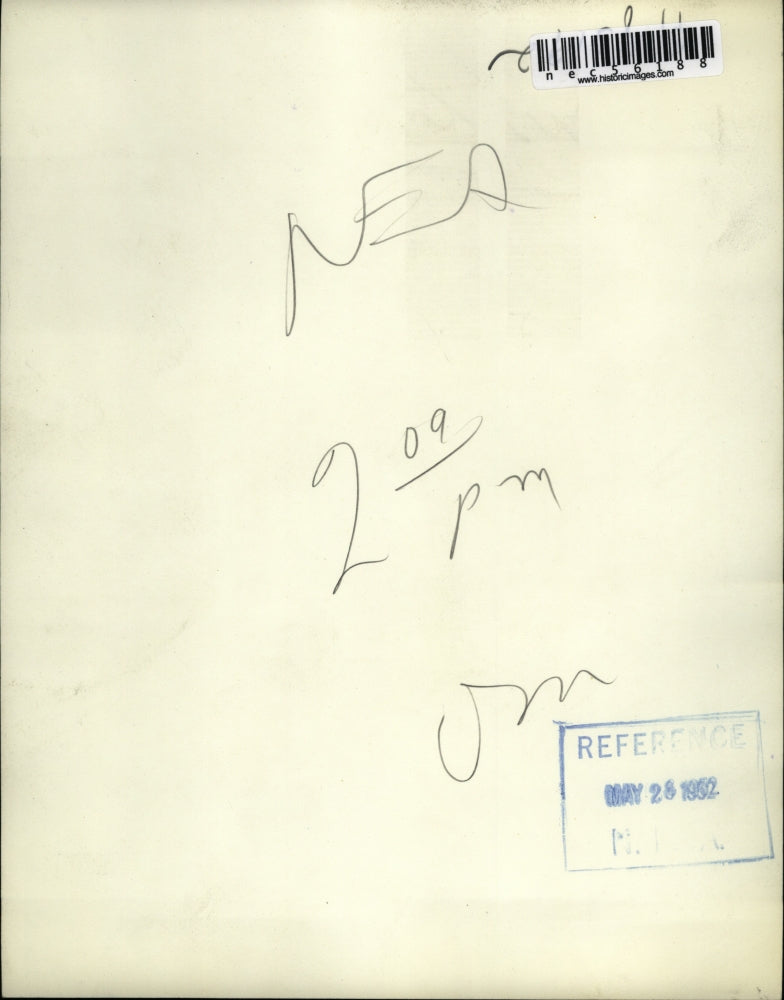 nec56188
www.historicimages.com
NEA
2 09
pm
REFERENCE
MAY 28 1952
N. E. A.